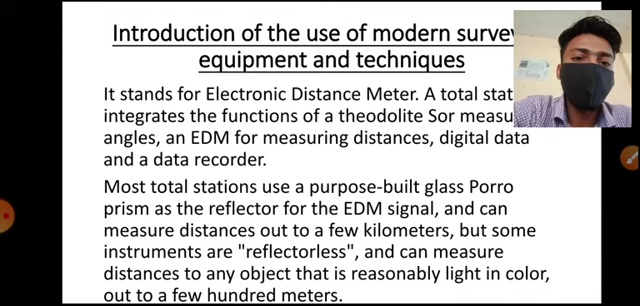 Introduction of the use of modern surve
equipment and techniques
It stands for Electronic Distance Meter. A total stat
integrates the functions of a theodolite Sor measu
angles, an EDM for measuring distances, digital data
and a data recorder.
Most total stations use a purpose-built glass Porro
prism as the reflector for the EDM signal, and can
measure distances out to a few kilometers, but some
instruments are "reflectorless", and can measure
distances to any object that is reasonably light in color,
out to a few hundred meters.